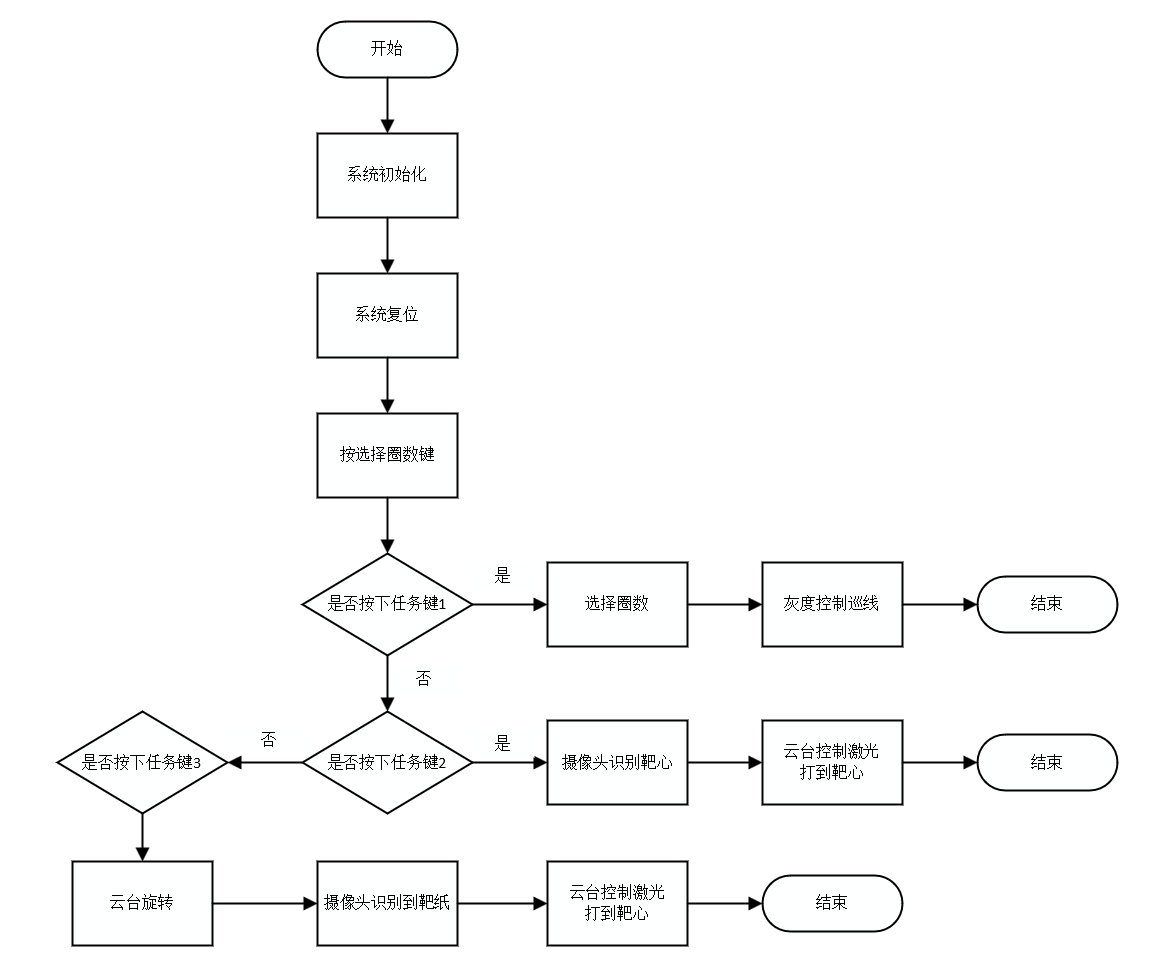 开始
系统初始化
系统复位
按选择圈数键
是否按下任务键1
是
选择圈数
灰度控制巡线
结束
否
是否按下任务键2
是
摄像头识别靶心
云台控制激光
打到靶心
结束
否
是否按下任务键3
云台旋转
摄像头识别到靶纸
云台控制激光
打到靶心
结束